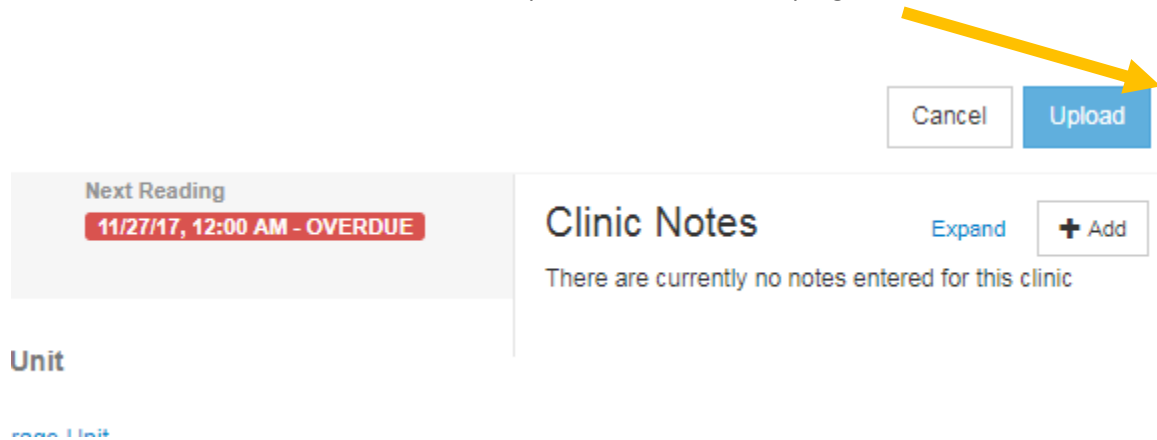 Cancel Upload
Next Reading
11/27/17, 12:00 AM - OVERDUE
Clinic Notes Expand + Add
There are currently no notes entered for this clinic
Unit
Unit